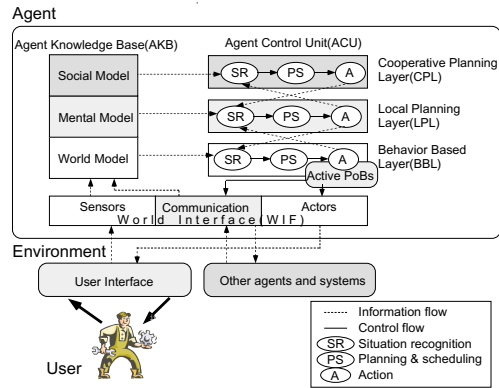 Agent
Agent Knowledge Base(AKB)
Agent Control Unit(ACU)
Social Model
SR
PS
A
Cooperative Planning
Layer(CPL)
Mental Model
SR
PS
A
Local Planning
Layer(LPL)
World Model
SR
PS
A
Behavior Based
Layer(BBL)
Active PoBs
Sensors
Communication
Actors
World Interface(WIF)
Environment
User Interface
Other agents and systems
User
Information flow
Control flow
SR Situation recognition
PS Planning & scheduling
A Action